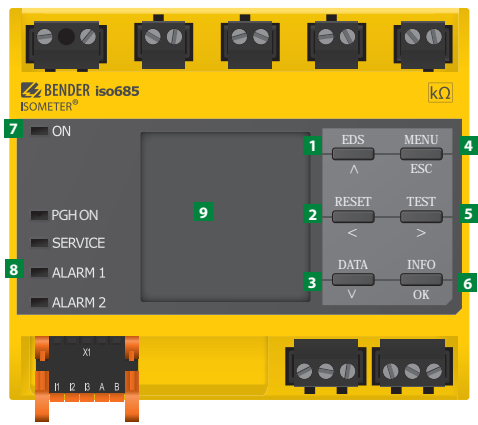 BENDER iso685
ISOMETER®
kΩ
7 ON
1 EDS
MENU 4
ESC
PGH ON
2 RESET
TEST 5
<
>
9
SERVICE
8 ALARM 1
3 DATA
INFO 6
OK
ALARM 2
X1
I1 I2 I3 A B